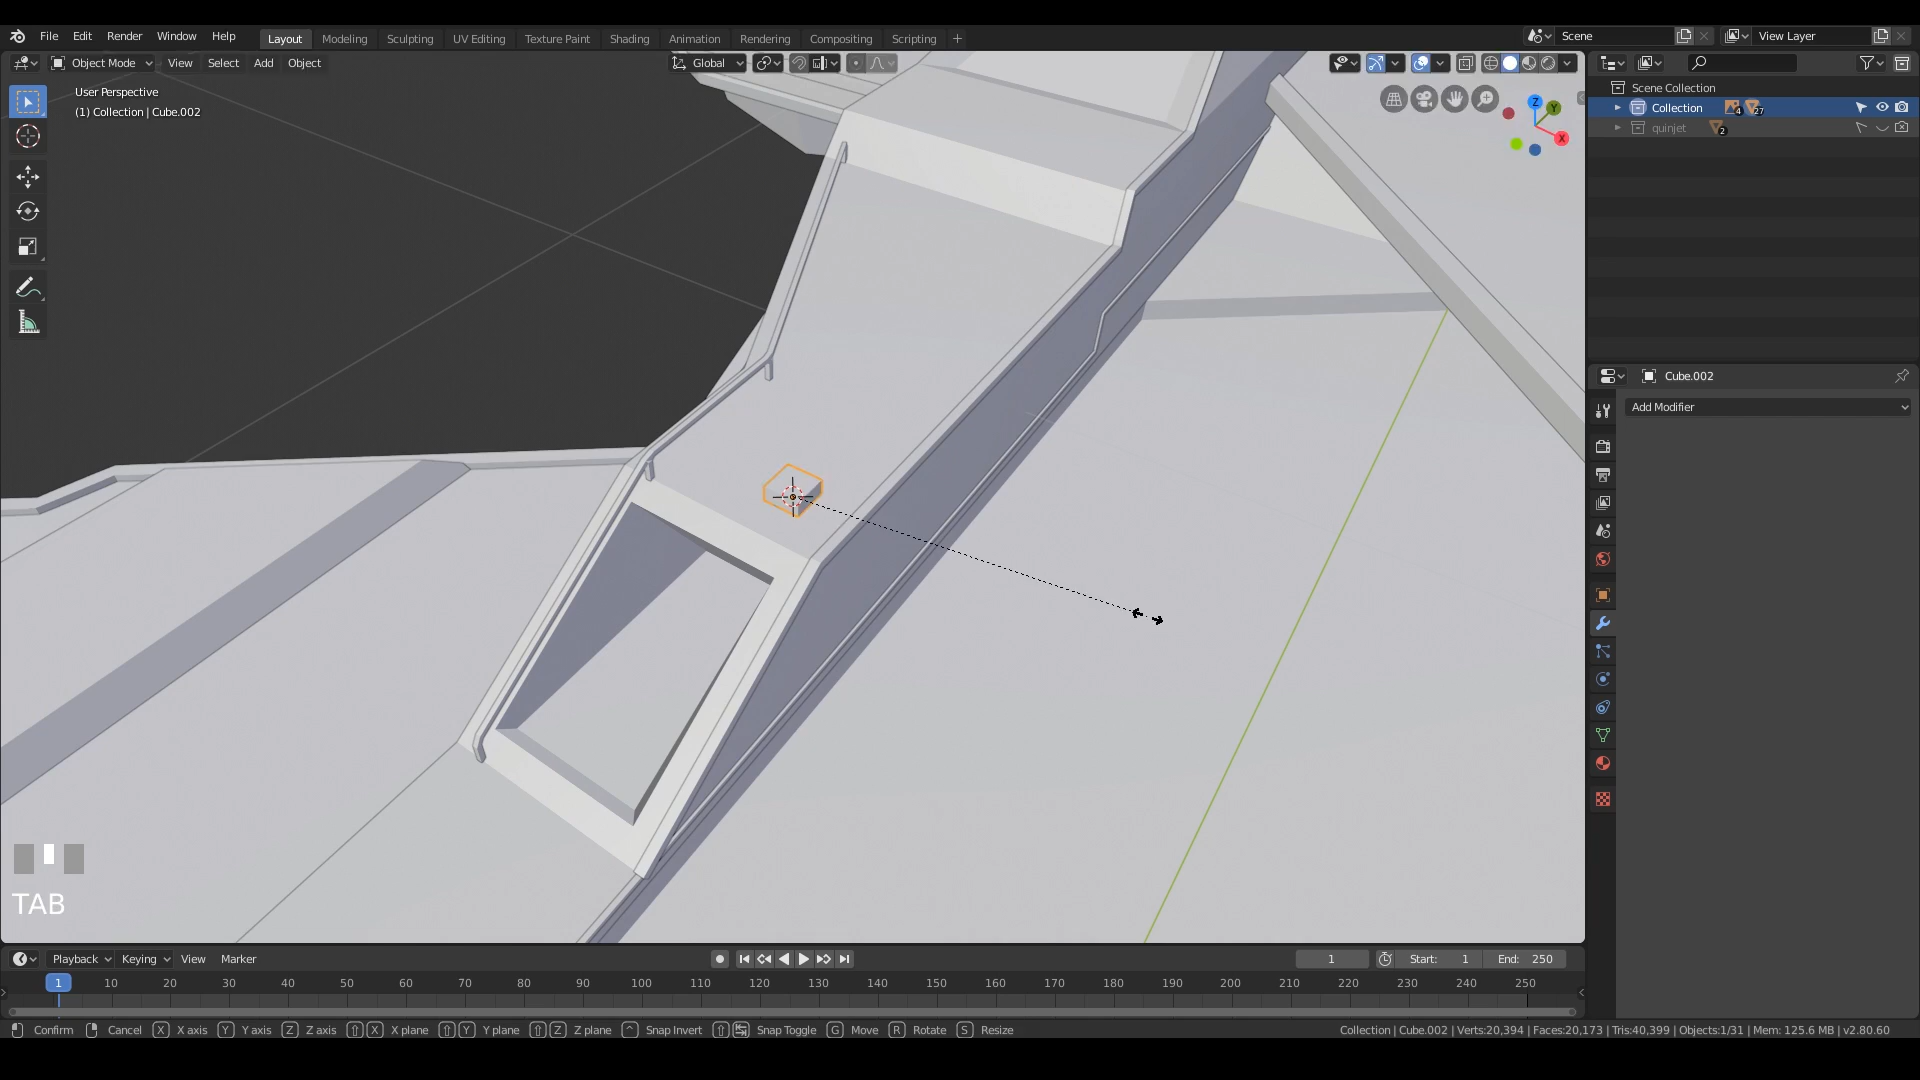 File Edit Render Window Help Layout Modeling Sculpting UV Editing Texture Paint Shading Animation Rendering Compositing Scripting + Scene View Layer
Object Mode View Select Add Object Global
User Perspective
(1) Collection | Cube.002
Z Y X
Scene Collection
Collection 4 27
quinjet 2
Cube.002
Add Modifier
TAB
Playback Keying View Marker 1 Start: 1 End: 250
1 10 20 30 40 50 60 70 80 90 100 110 120 130 140 150 160 170 180 190 200 210 220 230 240 250
Confirm Cancel X X axis Y Y axis Z Z axis ⇧ X X plane ⇧ Y Y plane ⇧ Z Z plane ^ Snap Invert ⇧ ↹ Snap Toggle G Move R Rotate S Resize Collection | Cube.002 | Verts:20,394 | Faces:20,173 | Tris:40,399 | Objects:1/31 | Mem: 125.6 MB | v2.80.60